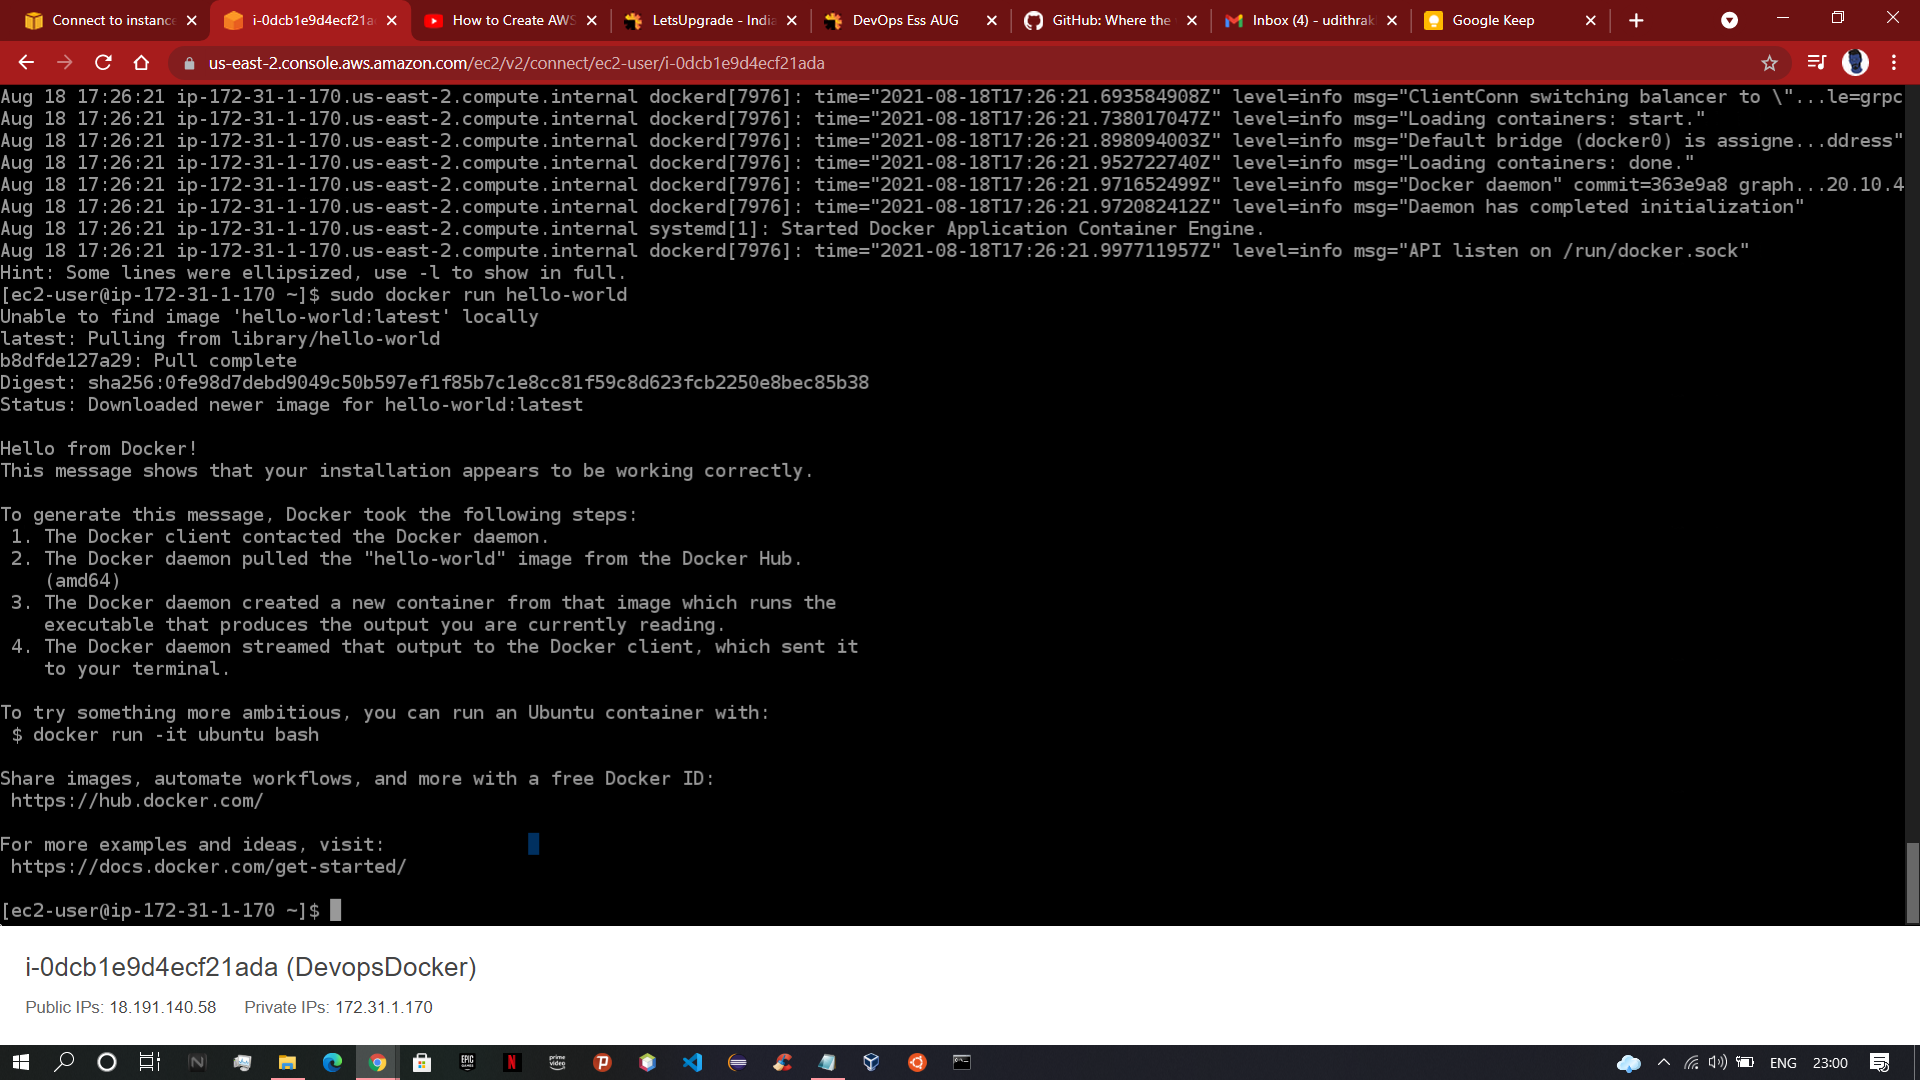 Connect to instance
i-0dcb1e9d4ecf21a
How to Create AWS
LetsUpgrade - India
DevOps Ess AUG
GitHub: Where the
Inbox (4) - udithrak
Google Keep
us-east-2.console.aws.amazon.com/ec2/v2/connect/ec2-user/i-0dcb1e9d4ecf21ada
Aug 18 17:26:21 ip-172-31-1-170.us-east-2.compute.internal dockerd[7976]: time="2021-08-18T17:26:21.693584908Z" level=info msg="ClientConn switching balancer to \"...le=grpc
Aug 18 17:26:21 ip-172-31-1-170.us-east-2.compute.internal dockerd[7976]: time="2021-08-18T17:26:21.738017047Z" level=info msg="Loading containers: start."
Aug 18 17:26:21 ip-172-31-1-170.us-east-2.compute.internal dockerd[7976]: time="2021-08-18T17:26:21.898094003Z" level=info msg="Default bridge (docker0) is assigne...ddress"
Aug 18 17:26:21 ip-172-31-1-170.us-east-2.compute.internal dockerd[7976]: time="2021-08-18T17:26:21.952722740Z" level=info msg="Loading containers: done."
Aug 18 17:26:21 ip-172-31-1-170.us-east-2.compute.internal dockerd[7976]: time="2021-08-18T17:26:21.971652499Z" level=info msg="Docker daemon" commit=363e9a8 graph...20.10.4
Aug 18 17:26:21 ip-172-31-1-170.us-east-2.compute.internal dockerd[7976]: time="2021-08-18T17:26:21.972082412Z" level=info msg="Daemon has completed initialization"
Aug 18 17:26:21 ip-172-31-1-170.us-east-2.compute.internal systemd[1]: Started Docker Application Container Engine.
Aug 18 17:26:21 ip-172-31-1-170.us-east-2.compute.internal dockerd[7976]: time="2021-08-18T17:26:21.997711957Z" level=info msg="API listen on /run/docker.sock"
Hint: Some lines were ellipsized, use -l to show in full.
[ec2-user@ip-172-31-1-170 ~]$ sudo docker run hello-world
Unable to find image 'hello-world:latest' locally
latest: Pulling from library/hello-world
b8dfde127a29: Pull complete
Digest: sha256:0fe98d7debd9049c50b597ef1f85b7c1e8cc81f59c8d623fcb2250e8bec85b38
Status: Downloaded newer image for hello-world:latest
Hello from Docker!
This message shows that your installation appears to be working correctly.
To generate this message, Docker took the following steps:
1. The Docker client contacted the Docker daemon.
2. The Docker daemon pulled the "hello-world" image from the Docker Hub.
(amd64)
3. The Docker daemon created a new container from that image which runs the
executable that produces the output you are currently reading.
4. The Docker daemon streamed that output to the Docker client, which sent it
to your terminal.
To try something more ambitious, you can run an Ubuntu container with:
$ docker run -it ubuntu bash
Share images, automate workflows, and more with a free Docker ID:
https://hub.docker.com/
For more examples and ideas, visit:
https://docs.docker.com/get-started/
[ec2-user@ip-172-31-1-170 ~]$
i-0dcb1e9d4ecf21ada (DevopsDocker)
Public IPs: 18.191.140.58 Private IPs: 172.31.1.170
EPIC GAMES
prime video
ENG
23:00